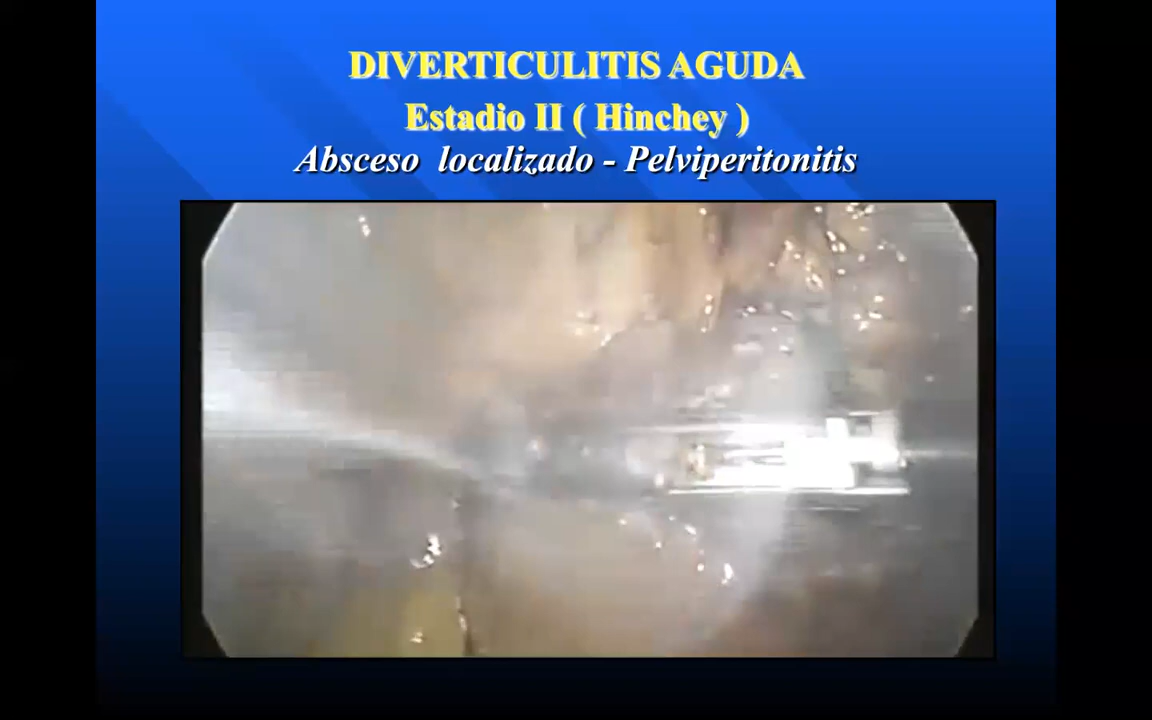 DIVERTICULITIS AGUDA
Estadio II ( Hinchey )
Absceso localizado - Pelviperitonitis